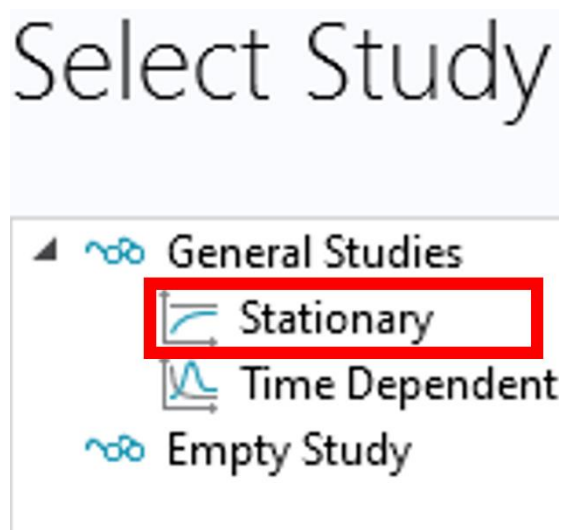 Select Study
General Studies
Stationary
Time Dependent
Empty Study